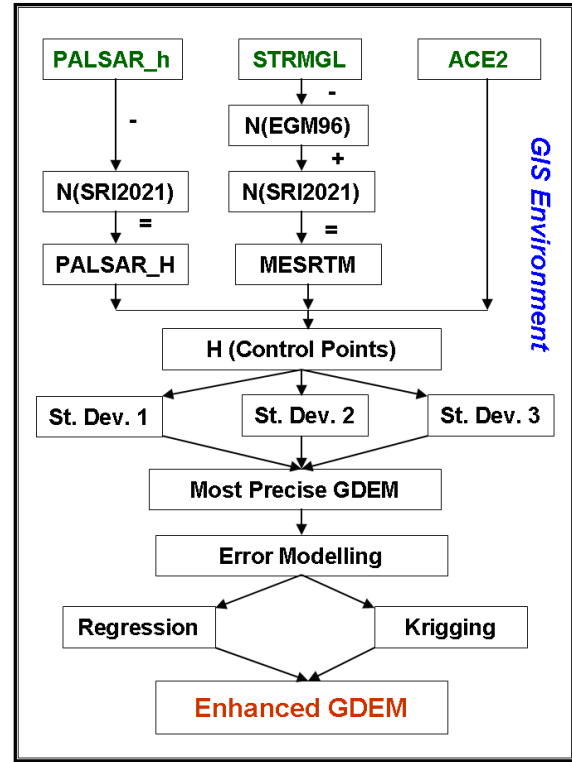 PALSAR_h
STRMGL
ACE2
-
-
N(EGM96)
+
N(SRI2021)
N(SRI2021)
=
=
PALSAR_H
MESRTM
GIS Environment
H (Control Points)
St. Dev. 1
St. Dev. 2
St. Dev. 3
Most Precise GDEM
Error Modelling
Regression
Krigging
Enhanced GDEM